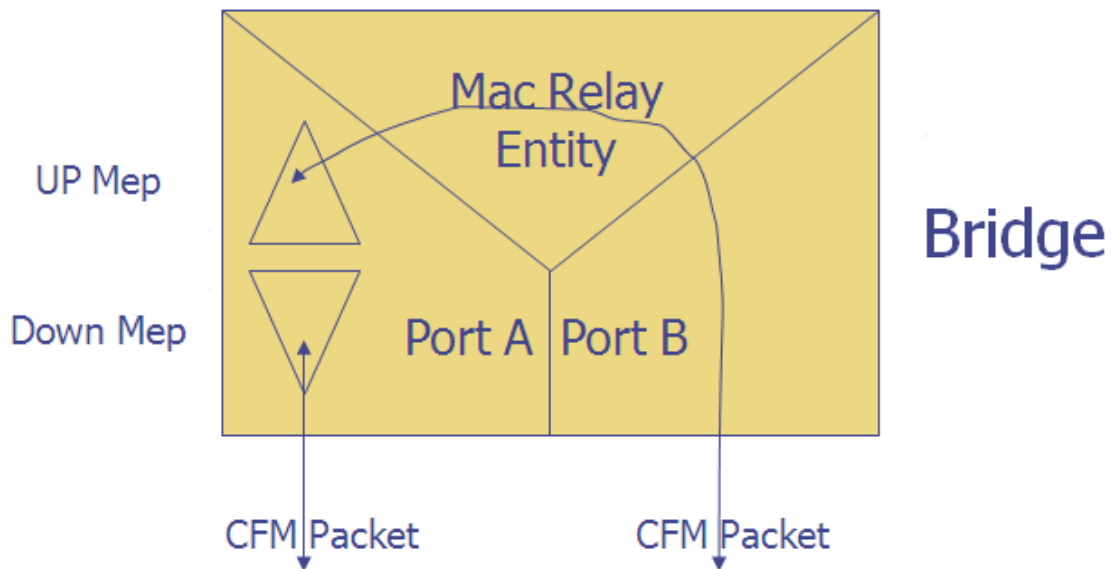 Mac Relay
Entity
UP Mep
Bridge
Down Mep
Port A
Port B
CFM Packet
CFM Packet